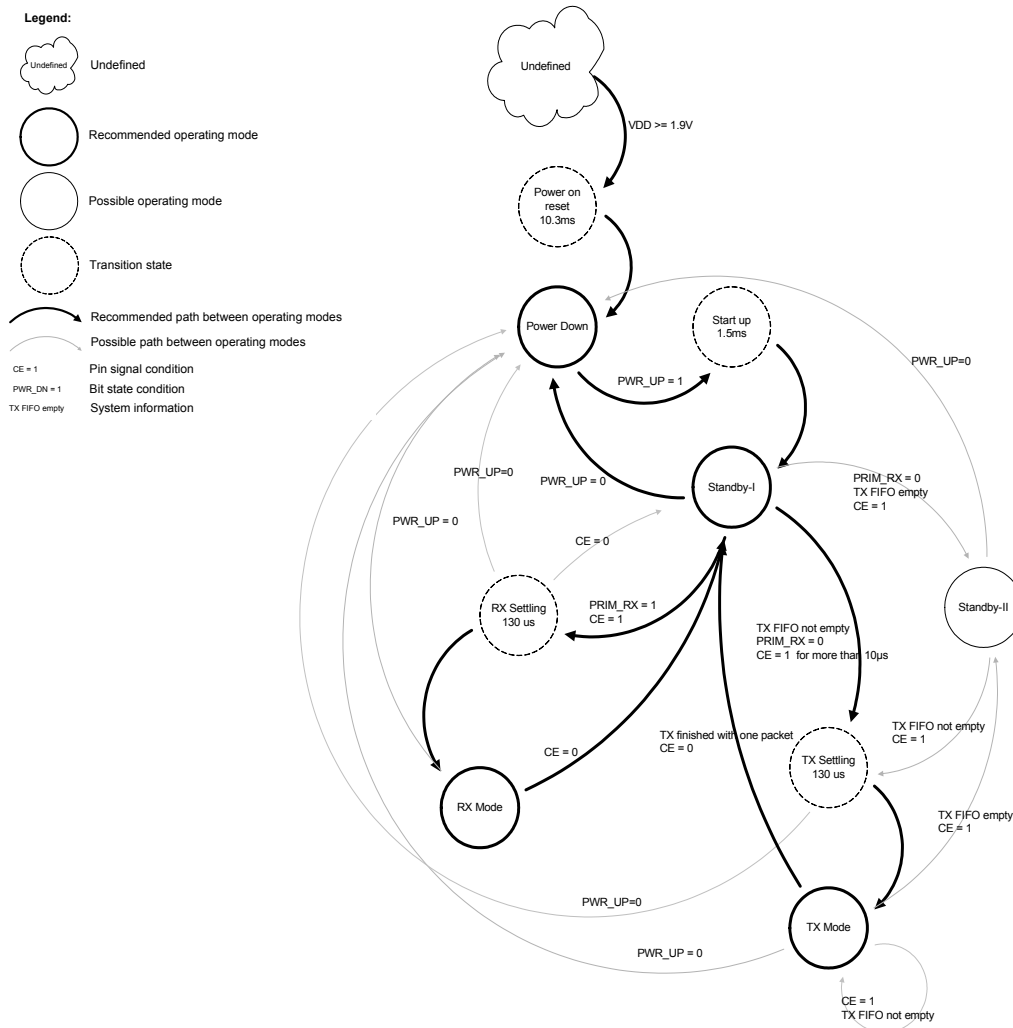 Legend:
Undefined
Undefined
Recommended operating mode
Possible operating mode
Transition state
Recommended path between operating modes
Possible path between operating modes
CE = 1
Pin signal condition
PWR_DN = 1
Bit state condition
TX FIFO empty
System information
Undefined
VDD >= 1.9V
Power on
reset
10.3ms
Power Down
Start up
1.5ms
PWR_UP=0
PWR_UP = 1
PWR_UP=0
PWR_UP = 0
Standby-I
PRIM_RX = 0
TX FIFO empty
CE = 1
PWR_UP = 0
CE = 0
RX Settling
130 us
PRIM_RX = 1
CE = 1
Standby-II
TX FIFO not empty
PRIM_RX = 0
CE = 1 for more than 10µs
TX FIFO not empty
CE = 1
TX finished with one packet
CE = 0
CE = 0
TX Settling
130 us
RX Mode
TX FIFO empty
CE = 1
PWR_UP=0
TX Mode
PWR_UP = 0
CE = 1
TX FIFO not empty